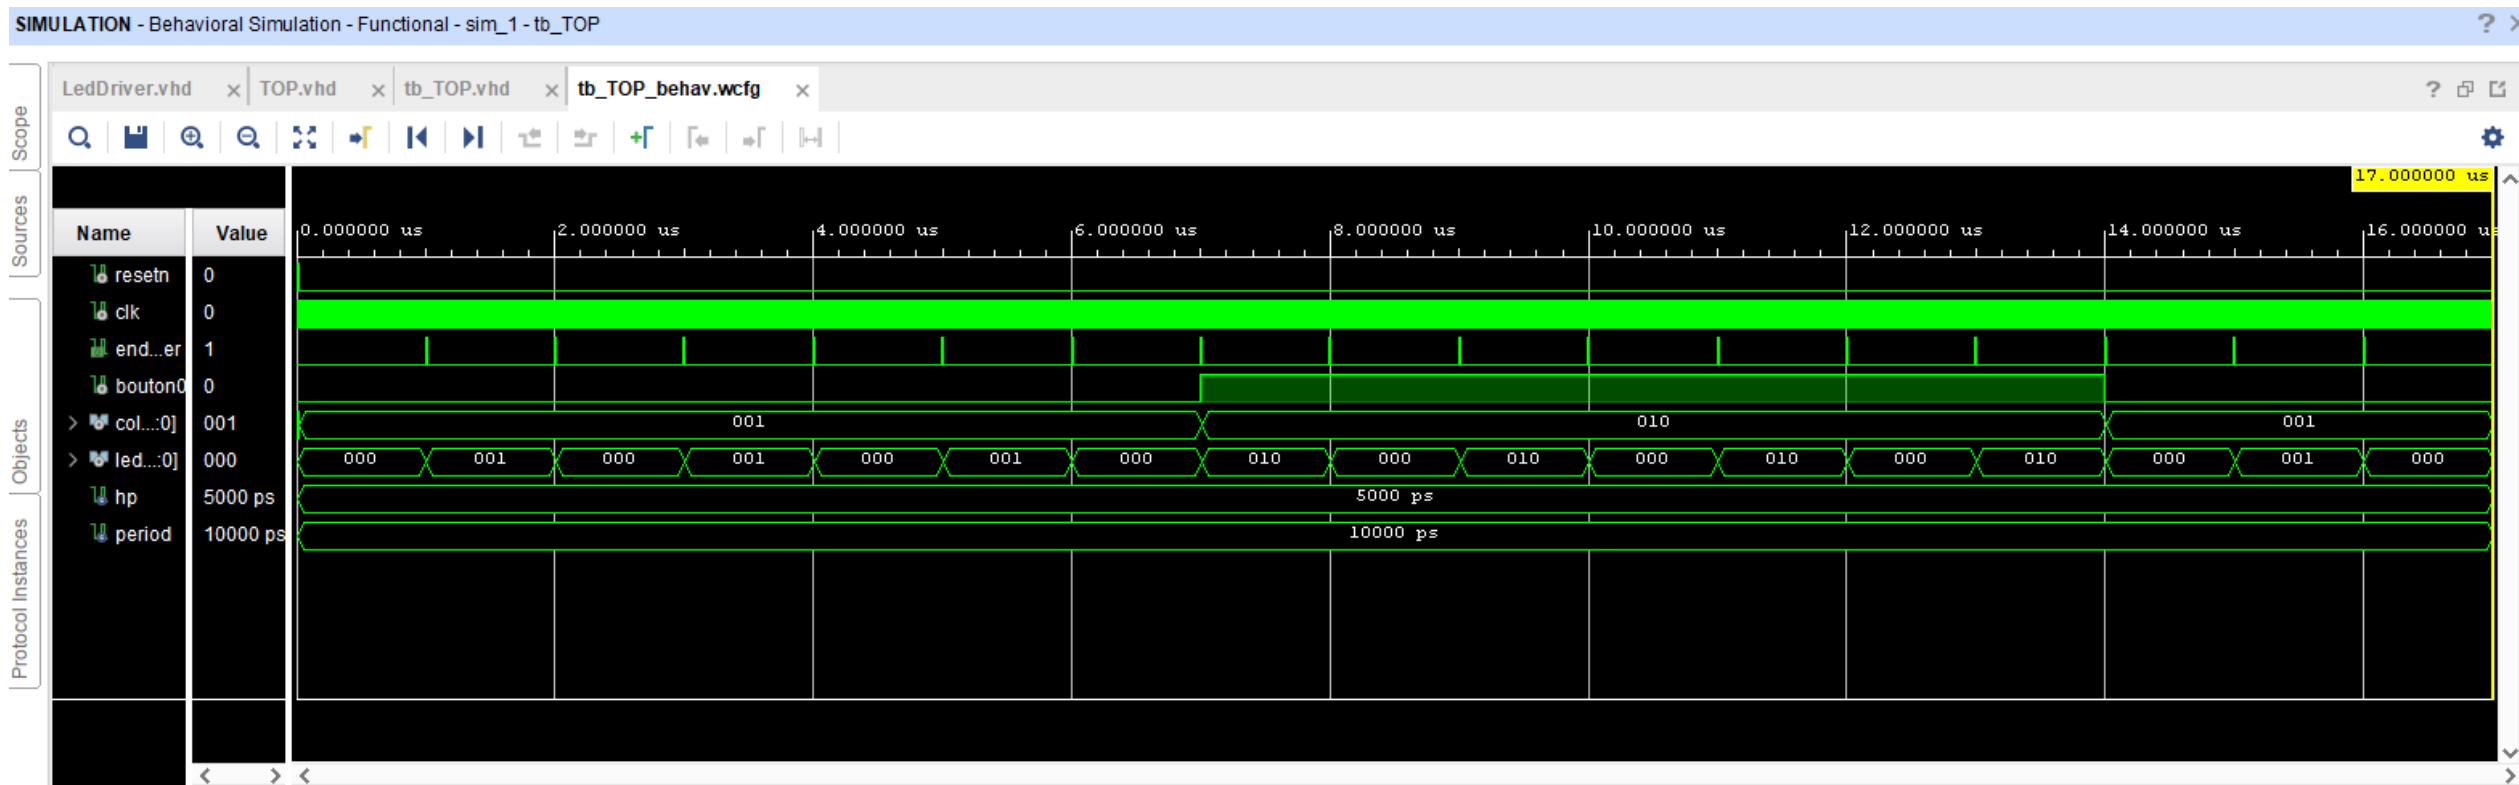 SIMULATION - Behavioral Simulation - Functional - sim_1 - tb_TOP
LedDriver.vhd TOP.vhd tb_TOP.vhd tb_TOP_behav.wcfg
Scope
Sources
Objects
Protocol Instances
17.000000 us
Name Value 0.000000 us 2.000000 us 4.000000 us 6.000000 us 8.000000 us 10.000000 us 12.000000 us 14.000000 us 16.000000 us
resetn 0
clk 0
end...er 1
bouton0 0
col...:0] 001 001 010 001
led...:0] 000 000 001 000 001 000 001 000 010 000 010 000 010 000 010 000 001 000
hp 5000 ps 5000 ps
period 10000 ps 10000 ps